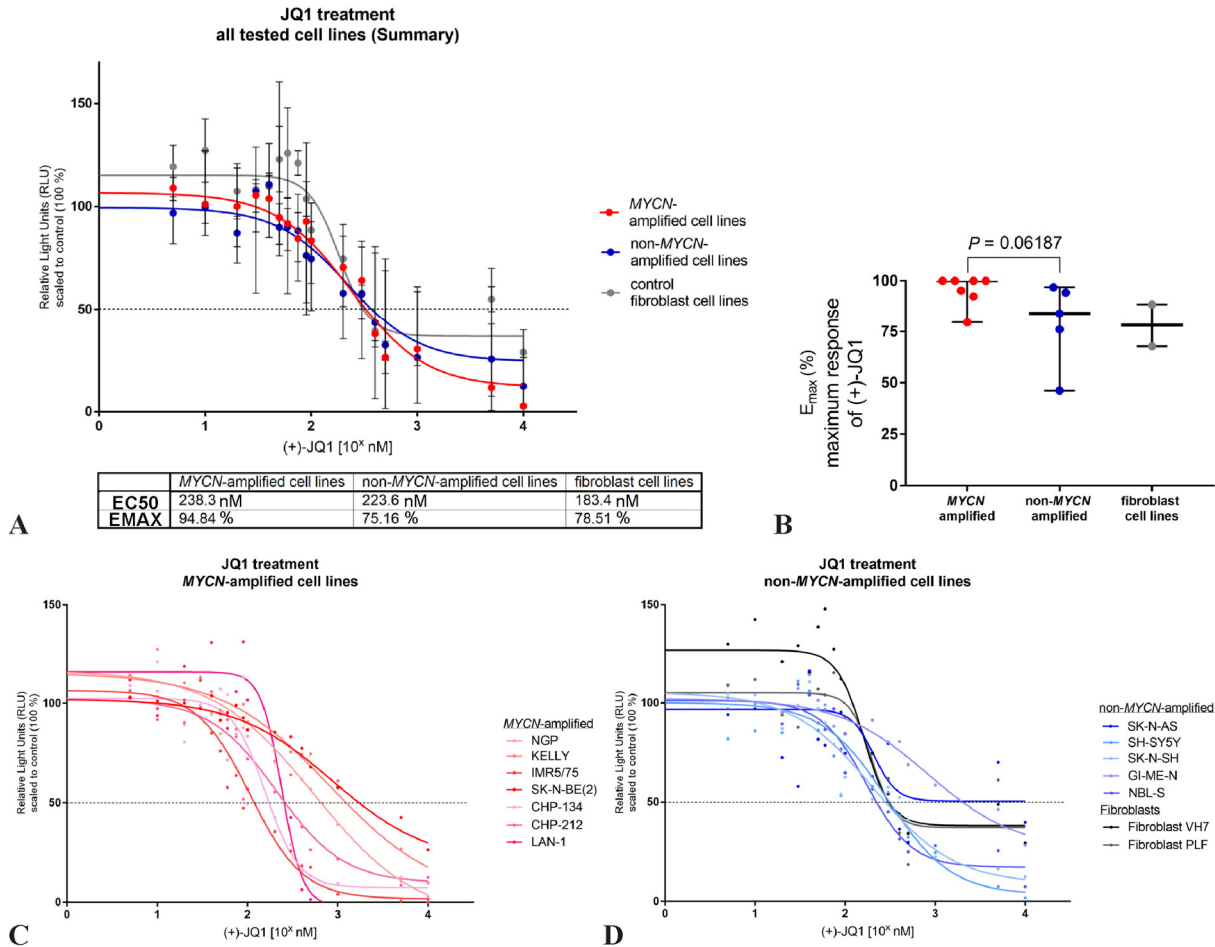 JQ1 treatment
all tested cell lines (Summary)
Relative Light Units (RLU)
scaled to control (100 %)
150
100
50
0
0 1 2 3 4
(+)-JQ1 [10ˣ nM]
MYCN-
amplified cell lines
non-MYCN-
amplified cell lines
control
fibroblast cell lines
MYCN-amplified cell lines non-MYCN-amplified cell lines fibroblast cell lines
EC50 238.3 nM 223.6 nM 183.4 nM
EMAX 94.84 % 75.16 % 78.51 %
A
P = 0.06187
Emax (%)
maximum response
of (+)-JQ1
100
75
50
25
0
MYCN
amplified
non-MYCN
amplified
fibroblast
cell lines
B
JQ1 treatment
MYCN-amplified cell lines
Relative Light Units (RLU)
scaled to control (100 %)
150
100
50
0
0 1 2 3 4
(+)-JQ1 [10ˣ nM]
MYCN-amplified
NGP
KELLY
IMR5/75
SK-N-BE(2)
CHP-134
CHP-212
LAN-1
C
JQ1 treatment
non-MYCN-amplified cell lines
Relative Light Units (RLU)
scaled to control (100 %)
150
100
50
0
0 1 2 3 4
(+)-JQ1 [10ˣ nM]
non-MYCN-amplified
SK-N-AS
SH-SY5Y
SK-N-SH
GI-ME-N
NBL-S
Fibroblasts
Fibroblast VH7
Fibroblast PLF
D